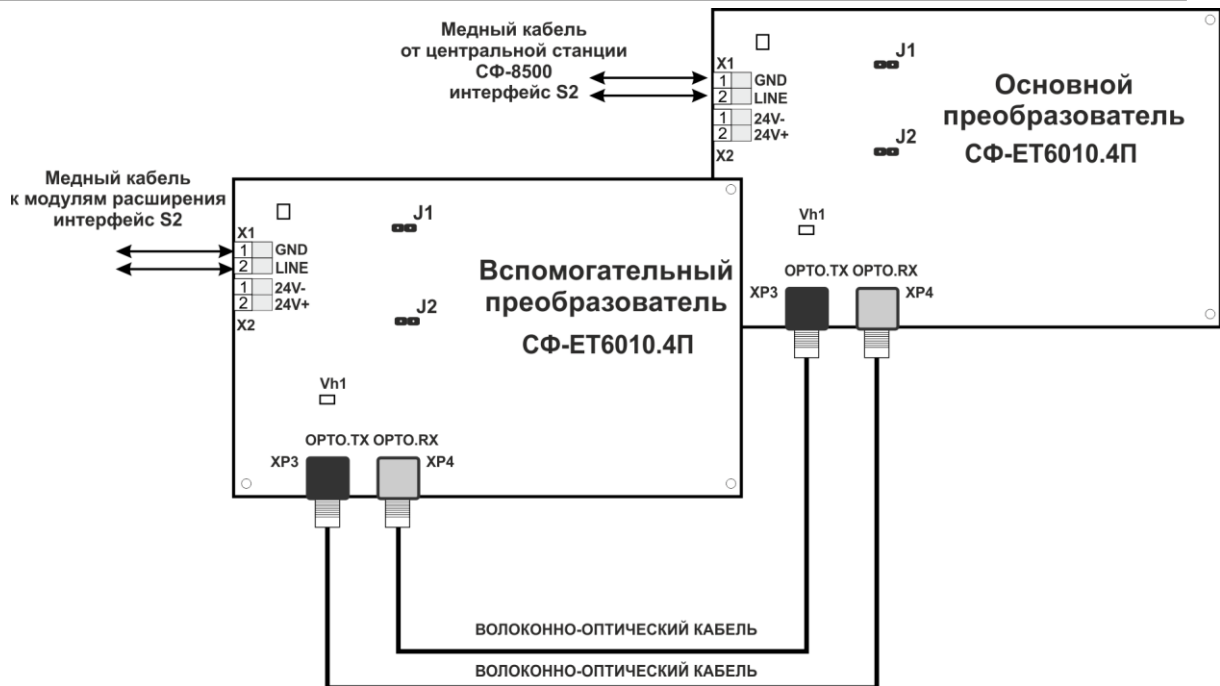 Медный кабель
от центральной станции
СФ-8500
интерфейс S2
X1
1 GND
2 LINE
1 24V-
2 24V+
X2
J1
J2
Основной
преобразователь
СФ-ЕТ6010.4П
Vh1
OPTO.TX OPTO.RX
XP3
XP4
Медный кабель
к модулям расширения
интерфейс S2
X1
1 GND
2 LINE
1 24V-
2 24V+
X2
J1
J2
Вспомогательный
преобразователь
СФ-ЕТ6010.4П
Vh1
OPTO.TX OPTO.RX
XP3
XP4
ВОЛОКОННО-ОПТИЧЕСКИЙ КАБЕЛЬ
ВОЛОКОННО-ОПТИЧЕСКИЙ КАБЕЛЬ